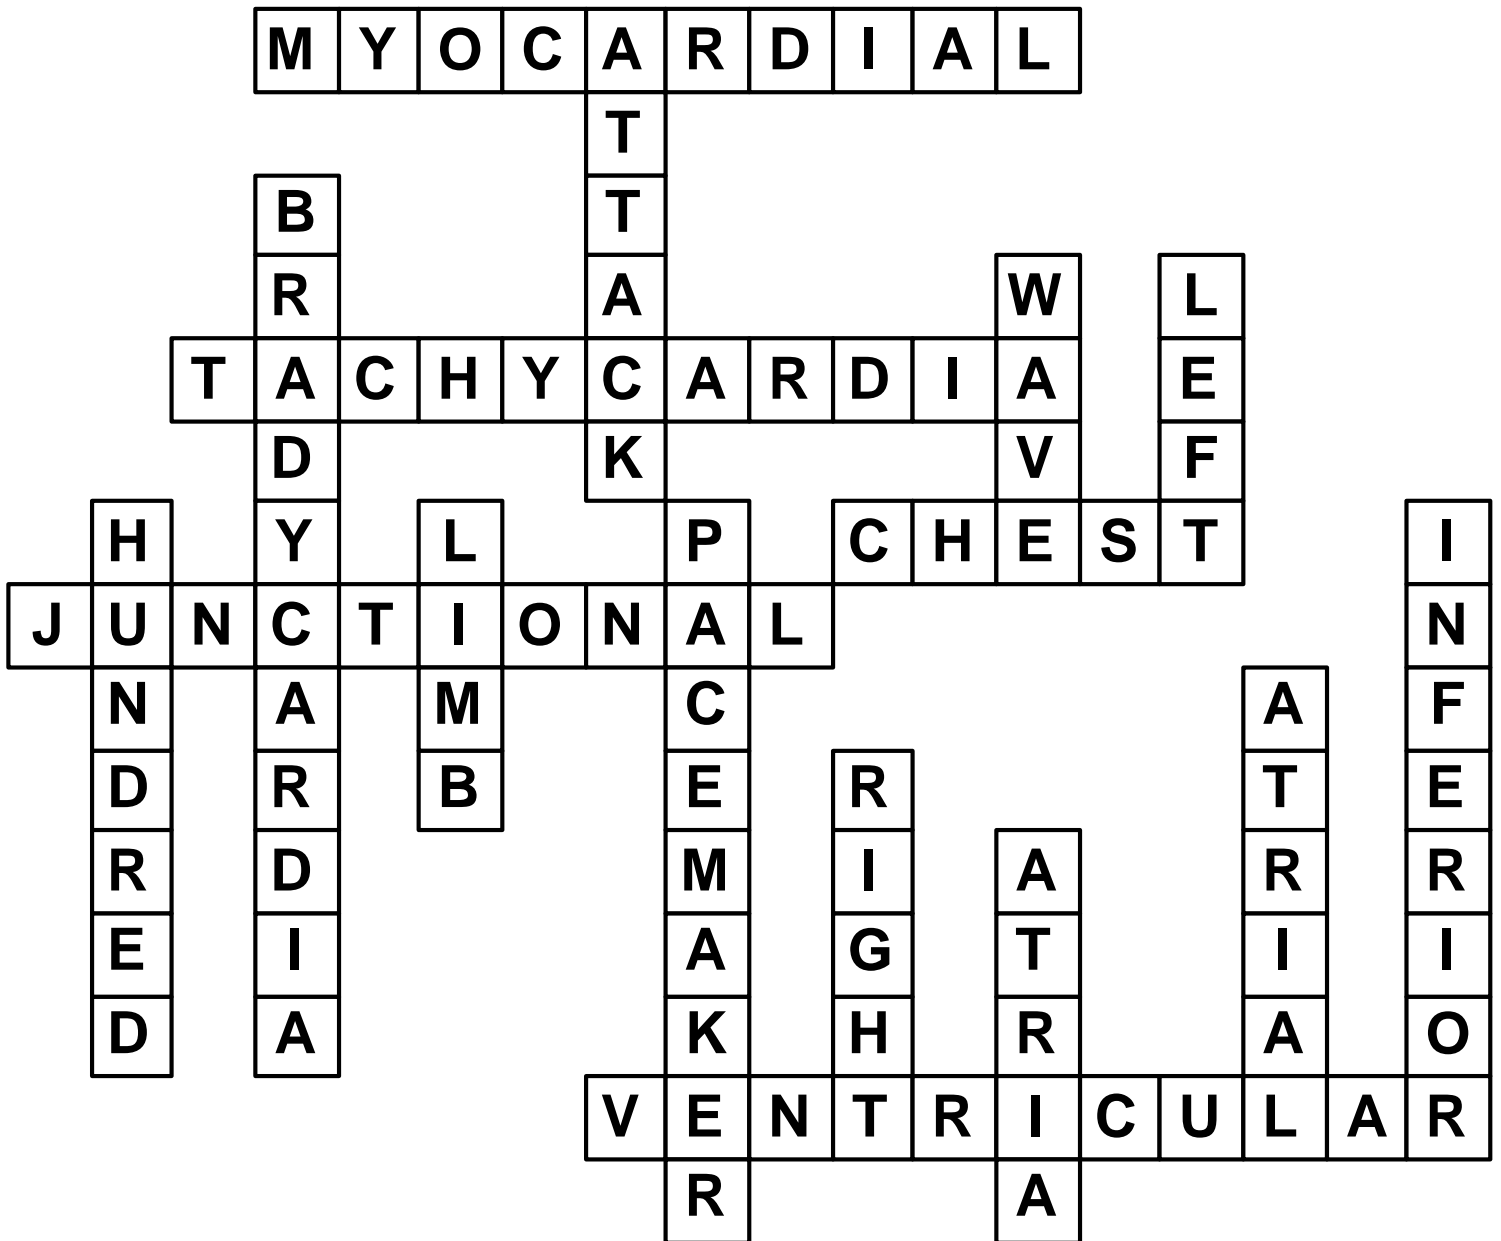 MYOCARDIAL
T
B T
R A W L
TACHYCARDIA E
D K V F
H Y L P CHEST I
JUNCTIONAL N
N A M C A F
D R B E R T E
R D M I A R R
E I A G T I I
D A K H R A O
VENTRICULAR
R A